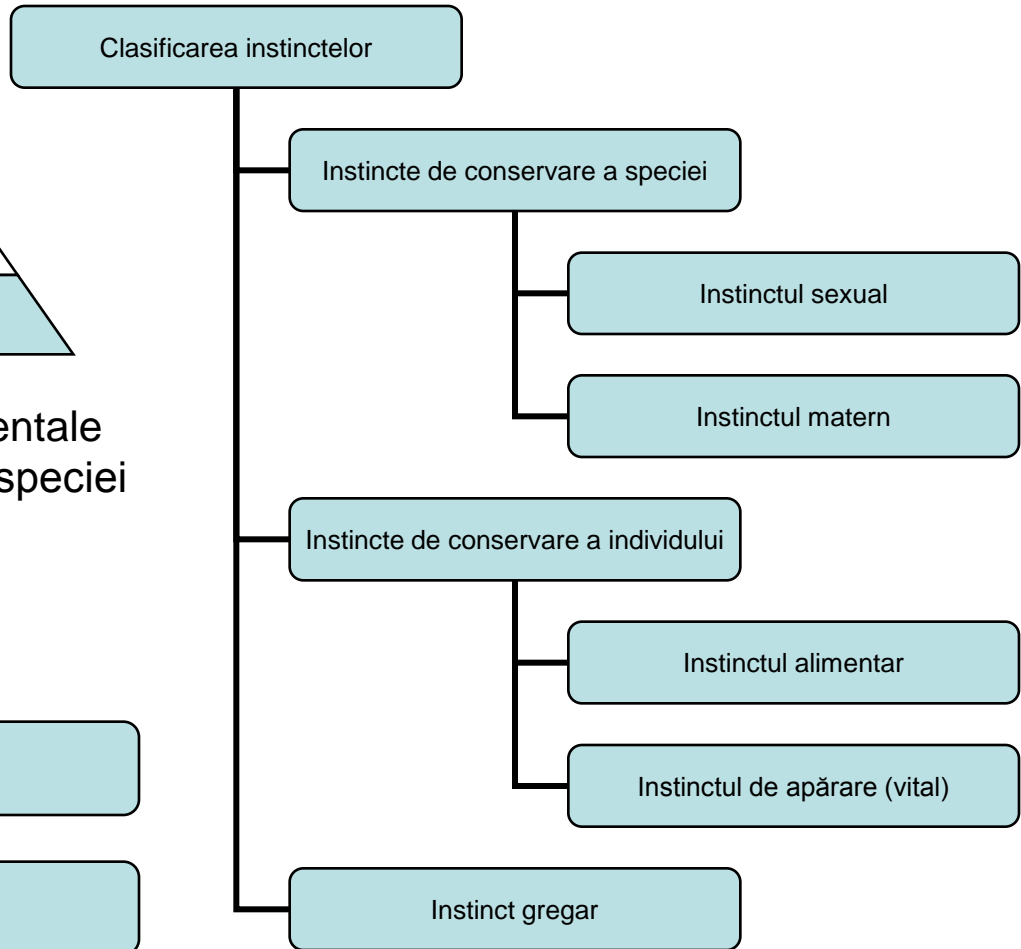 Clasificarea instinctelor
Instincte de conservare a speciei
Instinctul sexual
Instinctul matern
speciei
Instincte de conservare a individului
Instinctul alimentar
Instinctul de apărare (vital)
Instinct gregar